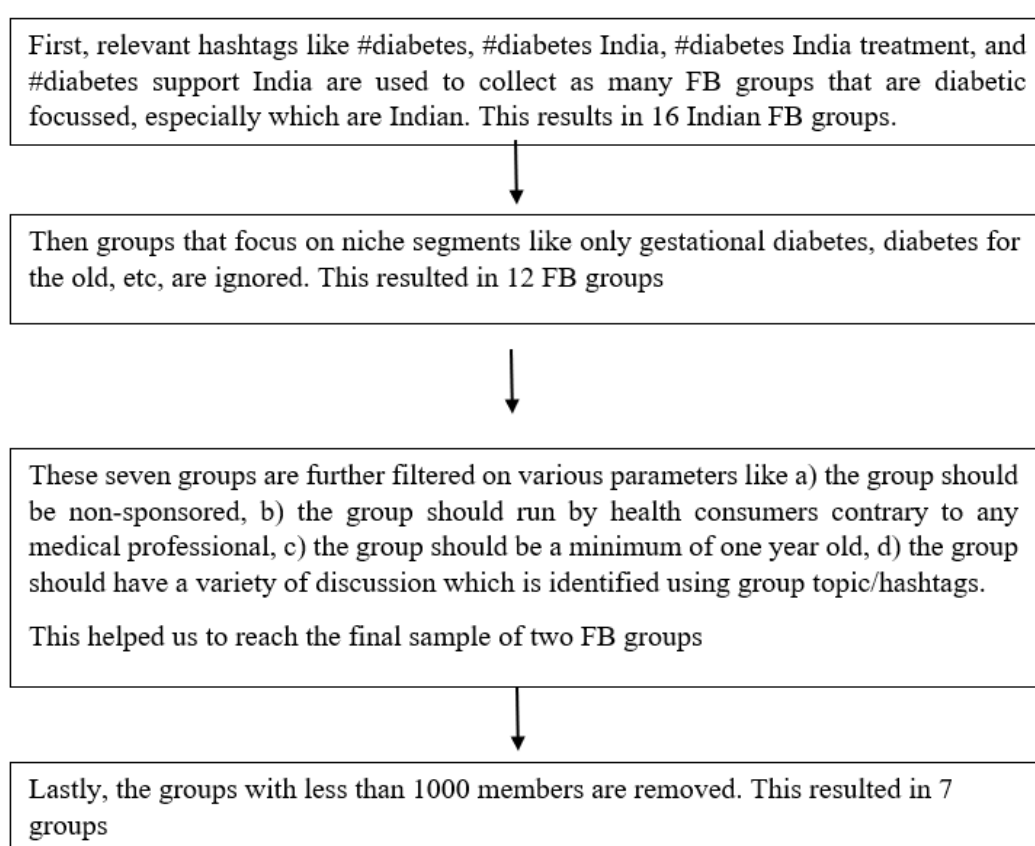 First, relevant hashtags like #diabetes, #diabetes India, #diabetes India treatment, and
#diabetes support India are used to collect as many FB groups that are diabetic
focussed, especially which are Indian. This results in 16 Indian FB groups.
Then groups that focus on niche segments like only gestational diabetes, diabetes for
the old, etc, are ignored. This resulted in 12 FB groups
These seven groups are further filtered on various parameters like a) the group should
be non-sponsored, b) the group should run by health consumers contrary to any
medical professional, c) the group should be a minimum of one year old, d) the group
should have a variety of discussion which is identified using group topic/hashtags.
This helped us to reach the final sample of two FB groups
Lastly, the groups with less than 1000 members are removed. This resulted in 7
groups